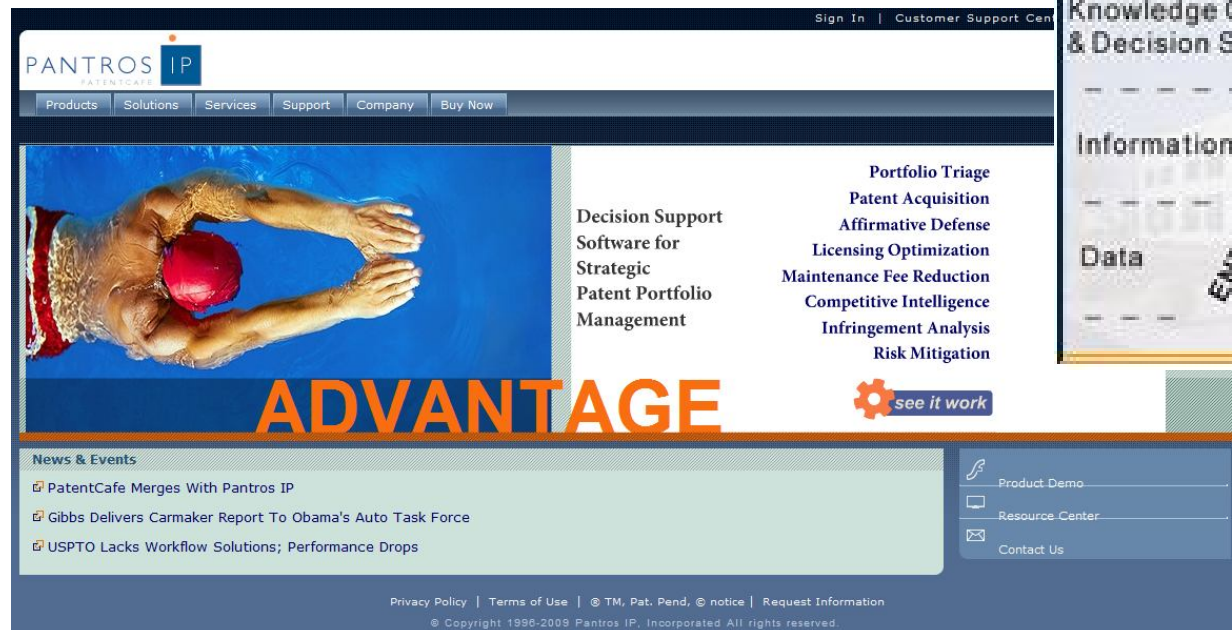 Sign In | Customer Support
PANTROS IP
PATENTCAFE
Products Solutions Services Support Company Buy Now
Decision Support
Software for
Strategic
Patent Portfolio
Management
Portfolio Triage
Patent Acquisition
Affirmative Defense
Licensing Optimization
Maintenance Fee Reduction
Competitive Intelligence
Infringement Analysis
Risk Mitigation
ADVANTAGE
see it work
Knowledge
& Decision
Information
Data
News & Events
PatentCafe Merges With Pantros IP
Gibbs Delivers Carmaker Report To Obama's Auto Task Force
USPTO Lacks Workflow Solutions; Performance Drops
Product Demo
Resource Center
Contact Us
Privacy Policy | Terms of Use | ® TM, Pat. Pend, © notice | Request Information
© Copyright 1996-2009 Pantros IP, Incorporated All rights reserved.